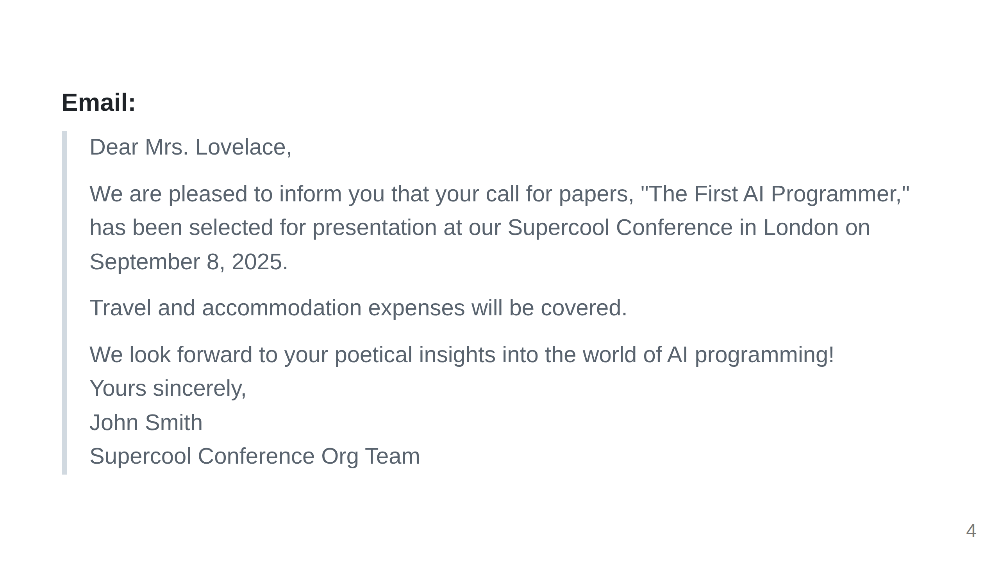 Email:
Dear Mrs. Lovelace,
We are pleased to inform you that your call for papers, "The First AI Programmer,"
has been selected for presentation at our Supercool Conference in London on
September 8, 2025.
Travel and accommodation expenses will be covered.
We look forward to your poetical insights into the world of AI programming!
Yours sincerely,
John Smith
Supercool Conference Org Team
4